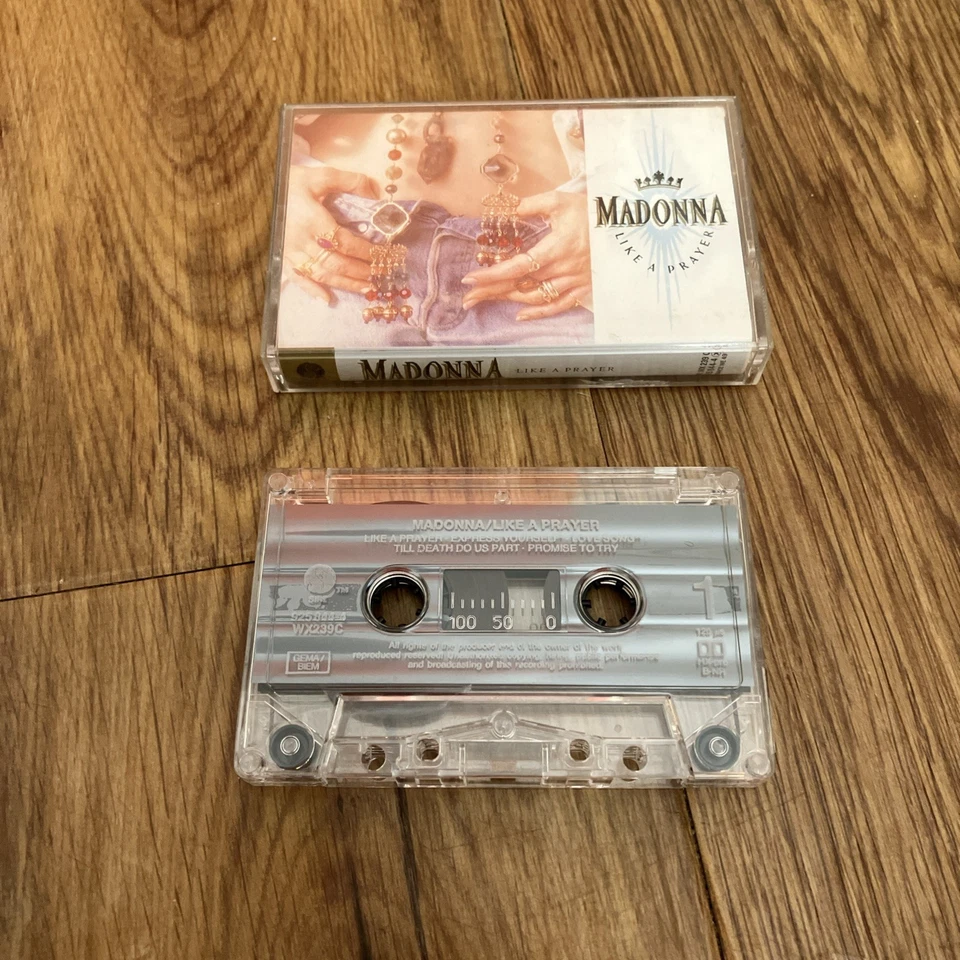 MADONNA
LIKE A PRAYER
MADONNA LIKE A PRAYER
MADONNA/LIKE A PRAYER
LIKE A PRAYER · EXPRESS YOURSELF · LOVE SONG
TILL DEATH DO US PART · PROMISE TO TRY
TM
1
WX239C
100 50 0
GEMA/
BIEM
All rights of the producer and of the owner of the work
reproduced reserved
performance
and broadcasting of this recording prohibited.